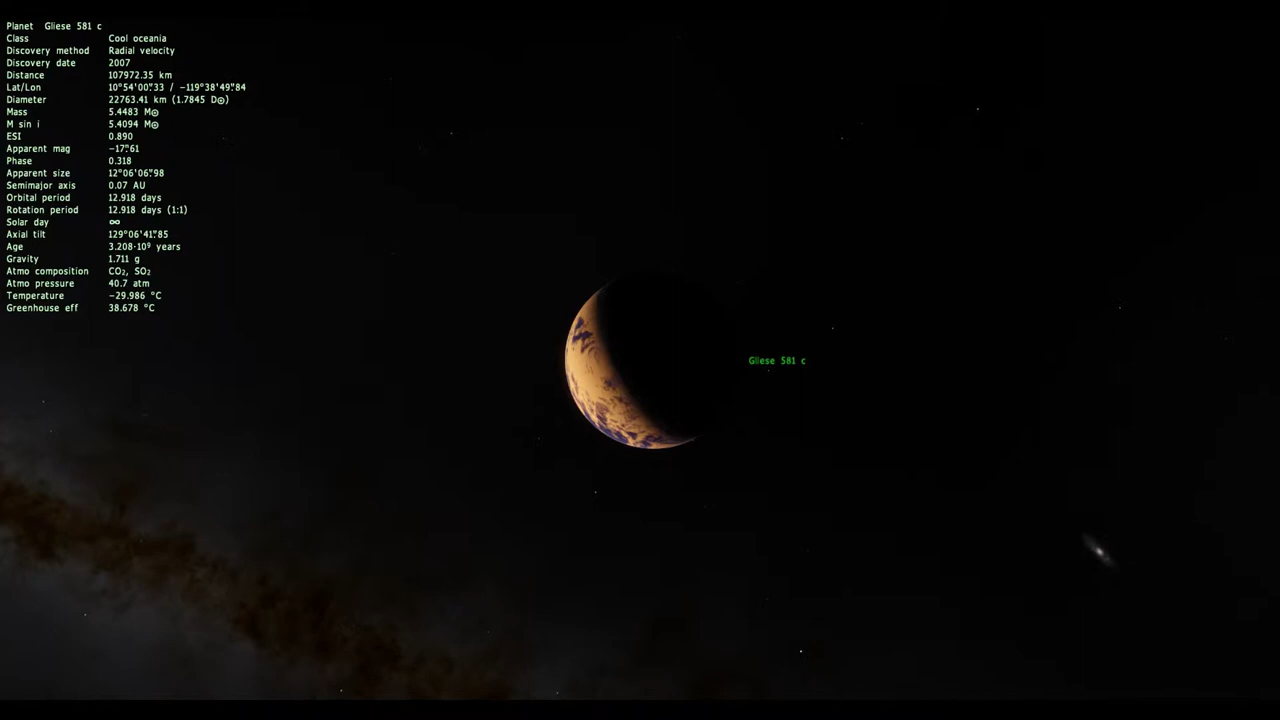 Planet Gliese 581 c
Class Cool oceania
Discovery method Radial velocity
Discovery date 2007
Distance 107972.35 km
Lat/Lon 10°54'00".33 / -119°38'49".84
Diameter 22763.41 km (1.7845 D⊙)
Mass 5.4483 M⊙
M sin i 5.4094 M⊙
ESI 0.890
Apparent mag -17ᵐ.61
Phase 0.318
Apparent size 12°06'06".98
Semimajor axis 0.07 AU
Orbital period 12.918 days
Rotation period 12.918 days (1:1)
Solar day ∞
Axial tilt 129°06'41".85
Age 3.208·10⁹ years
Gravity 1.711 g
Atmo composition CO₂, SO₂
Atmo pressure 40.7 atm
Temperature -29.986 °C
Greenhouse eff 38.678 °C
Gliese 581 c